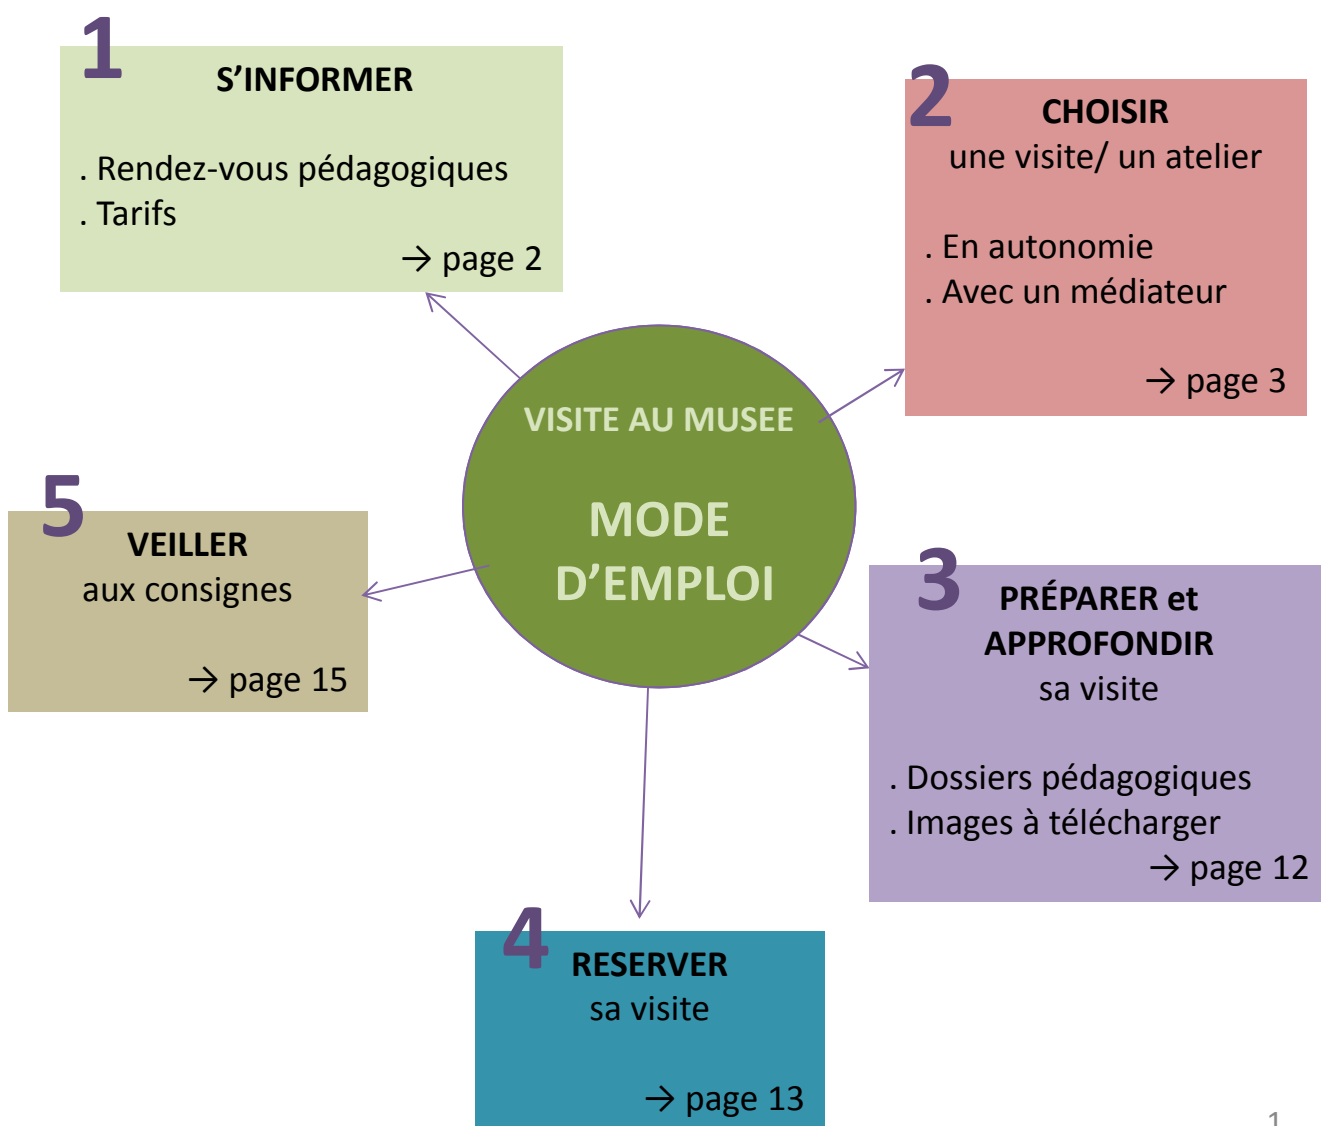 1
S’INFORMER
. Rendez-vous pédagogiques
. Tarifs
→ page 2
2
CHOISIR
une visite/ un atelier
. En autonomie
. Avec un médiateur
→ page 3
VISITE AU MUSEE
MODE
D’EMPLOI
3
PRÉPARER et
APPROFONDIR
sa visite
. Dossiers pédagogiques
. Images à télécharger
→ page 12
4
RESERVER
sa visite
→ page 13
5
VEILLER
aux consignes
→ page 15
1